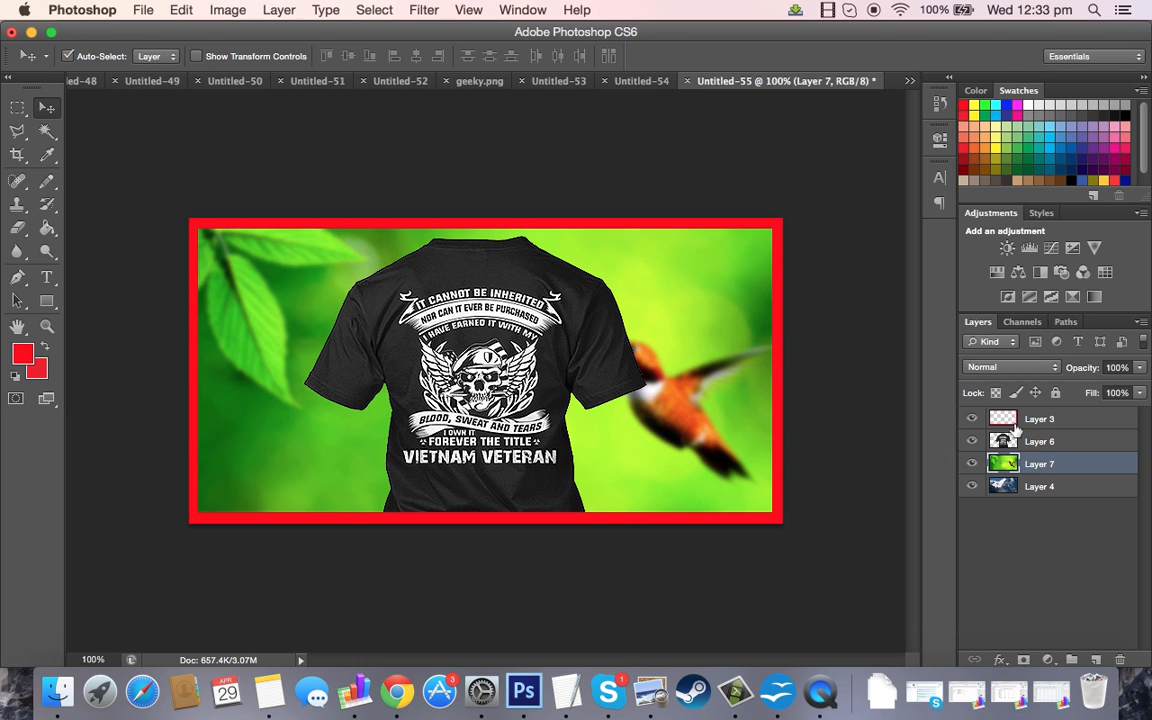 Photoshop File Edit Image Layer Type Select Filter View Window Help 100% Wed 12:33 pm
Adobe Photoshop CS6
Auto-Select: Layer Show Transform Controls Essentials
ed-48 × Untitled-49 × Untitled-50 × Untitled-51 × Untitled-52 × geeky.png × Untitled-53 × Untitled-54 × Untitled-55 @ 100% (Layer 7, RGB/8) *
Color Swatches
Adjustments Styles
Add an adjustment
Layers Channels Paths
Kind
Normal Opacity: 100%
Lock: Fill: 100%
Layer 3
Layer 6
Layer 7
Layer 4
IT CANNOT BE INHERITED
NOR CAN IT EVER BE PURCHASED
I HAVE EARNED IT WITH MY
BLOOD, SWEAT AND TEARS
I OWN IT
FOREVER THE TITLE
VIETNAM VETERAN
100% Doc: 657.4K/3.07M
APR
29
3
Ps
1